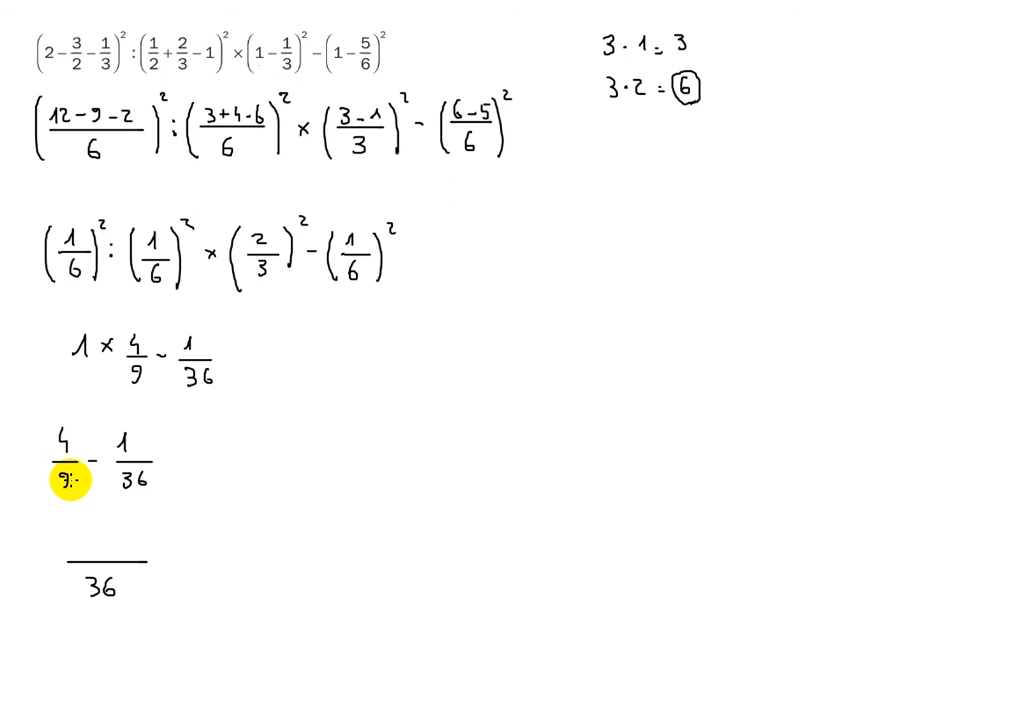 (2 - 3/2 - 1/3)² : (1/2 + 2/3 - 1)² × (1 - 1/3)² - (1 - 5/6)²
3 · 1 = 3
3 · 2 = 6
((12 - 9 - 2)/6)² : ((3 + 4 - 6)/6)² × ((3 - 1)/3)² - ((6 - 5)/6)²
(1/6)² : (1/6)² × (2/3)² - (1/6)²
1 × 4/9 - 1/36
4/9 - 1/36
36